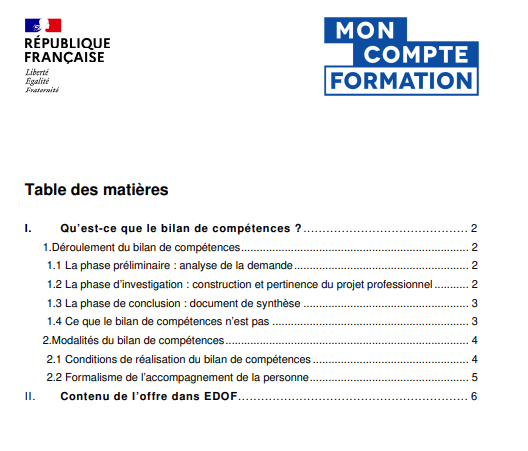 RÉPUBLIQUE
FRANÇAISE
Liberté
Égalité
Fraternité
MON
COMPTE
FORMATION
Table des matières
I. Qu’est-ce que le bilan de compétences ? 2
1.Déroulement du bilan de compétences 2
1.1 La phase préliminaire : analyse de la demande 2
1.2 La phase d’investigation : construction et pertinence du projet professionnel 2
1.3 La phase de conclusion : document de synthèse 3
1.4 Ce que le bilan de compétences n’est pas 3
2.Modalités du bilan de compétences 4
2.1 Conditions de réalisation du bilan de compétences 4
2.2 Formalisme de l’accompagnement de la personne 5
II. Contenu de l’offre dans EDOF 6